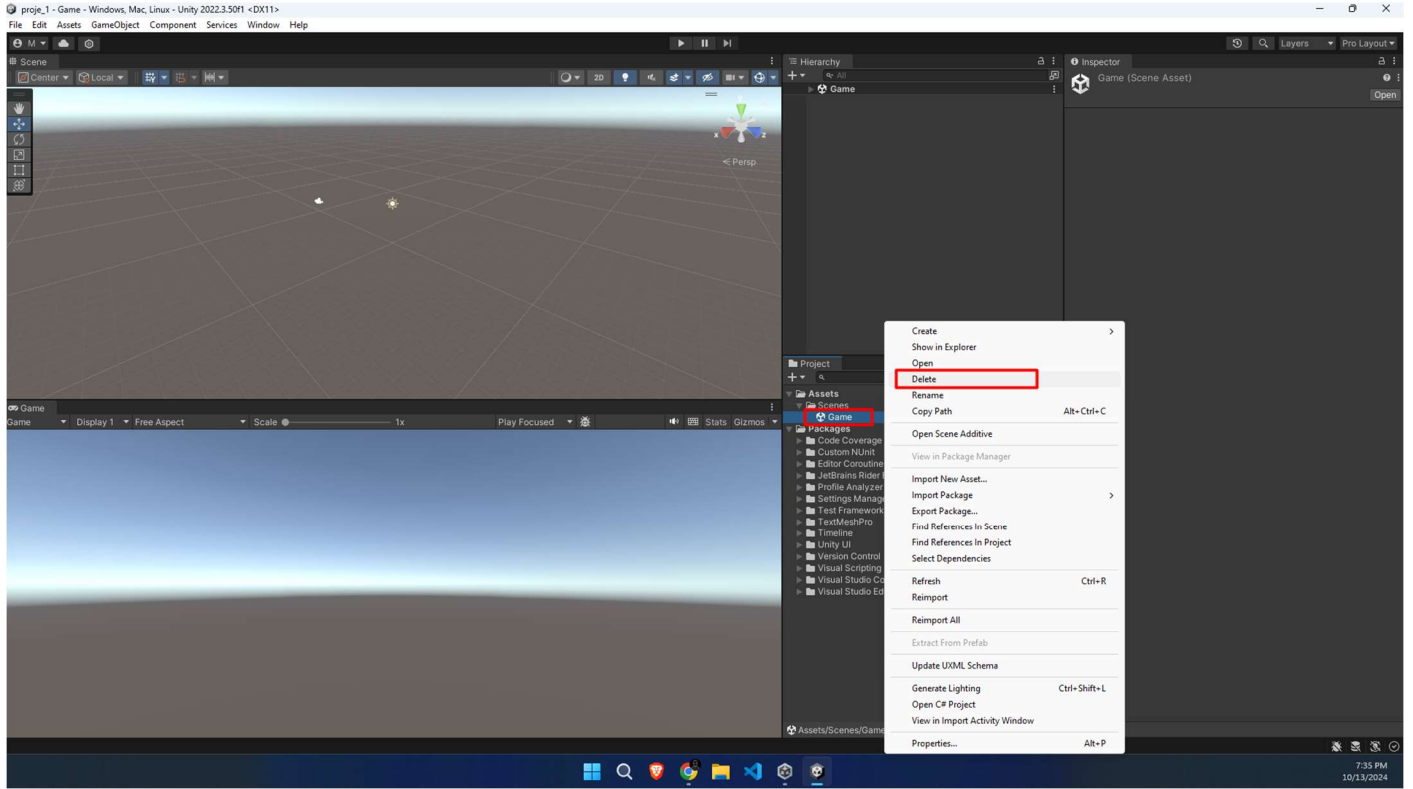 proje_1 - Game - Windows, Mac, Linux - Unity 2022.3.50f1 <DX11>
File Edit Assets GameObject Component Services Window Help
M Layers Pro Layout
Scene
Center Local 2D
x z
Persp
Hierarchy
All
Game
Inspector
Game (Scene Asset)
Open
Game
Game Display 1 Free Aspect Scale 1x Play Focused Stats Gizmos
Project
Assets
Scenes
Game
Packages
Code Coverage
Custom NUnit
Editor Coroutine
JetBrains Rider E
Profile Analyzer
Settings Manage
Test Framework
TextMeshPro
Timeline
Unity UI
Version Control
Visual Scripting
Visual Studio Co
Visual Studio Ed
Assets/Scenes/Game
Create
Show in Explorer
Open
Delete
Rename
Copy Path Alt+Ctrl+C
Open Scene Additive
View in Package Manager
Import New Asset...
Import Package
Export Package...
Find References In Scene
Find References In Project
Select Dependencies
Refresh Ctrl+R
Reimport
Reimport All
Extract From Prefab
Update UXML Schema
Generate Lighting Ctrl+Shift+L
Open C# Project
View in Import Activity Window
Properties... Alt+P
7:35 PM
10/13/2024